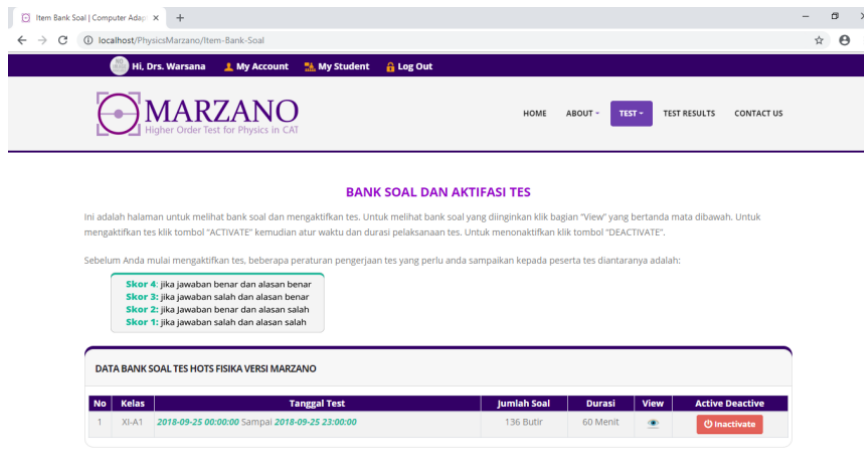 Item Bank Soal | Computer Adap
localhost/PhysicsMarzano/Item-Bank-Soal
Hi, Drs. Warsana My Account My Student Log Out
MARZANO
Higher Order Test for Physics in CAT
HOME ABOUT TEST TEST RESULTS CONTACT US
BANK SOAL DAN AKTIFASI TES
Ini adalah halaman untuk melihat bank soal dan mengaktifkan tes. Untuk melihat bank soal yang diinginkan klik bagian "View" yang bertanda mata dibawah. Untuk
mengaktifkan tes klik tombol "ACTIVATE" kemudian atur waktu dan durasi pelaksanaan tes. Untuk menonaktifkan klik tombol "DEACTIVATE".
Sebelum Anda mulai mengaktifkan tes, beberapa peraturan pengerjaan tes yang perlu anda sampaikan kepada peserta tes diantaranya adalah:
Skor 4: jika jawaban benar dan alasan benar
Skor 3: jika jawaban salah dan alasan benar
Skor 2: jika Jawaban benar dan alasan salah
Skor 1: jika jawaban salah dan alasan salah
DATA BANK SOAL TES HOTS FISIKA VERSI MARZANO
No Kelas Tanggal Test Jumlah Soal Durasi View Active Deactive
1 XI-A1 2018-09-25 00:00:00 Sampai 2018-09-25 23:00:00 136 Butir 60 Menit Inactivate